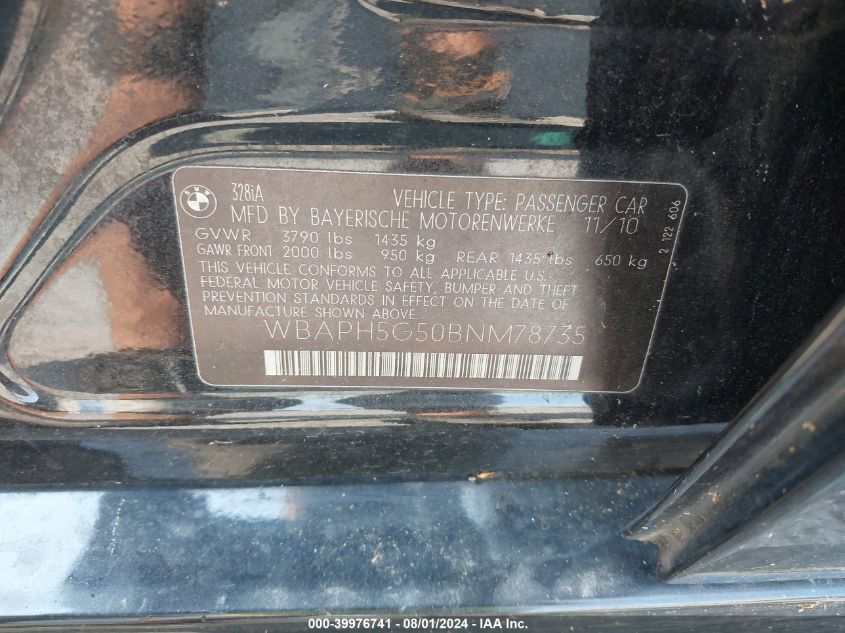 BMW
328iA VEHICLE TYPE: PASSENGER CAR
MFD BY BAYERISCHE MOTORENWERKE 11/10
GVWR 3790 lbs 1435 kg
GAWR FRONT 2000 lbs 950 kg REAR 1435 lbs 650 kg
THIS VEHICLE CONFORMS TO ALL APPLICABLE U.S.
FEDERAL MOTOR VEHICLE SAFETY, BUMPER AND THEFT
PREVENTION STANDARDS IN EFFECT ON THE DATE OF
MANUFACTURE SHOWN ABOVE.
WBAPH5G50BNM78735
2 122 606
000-39976741 - 08/01/2024 - IAA Inc.